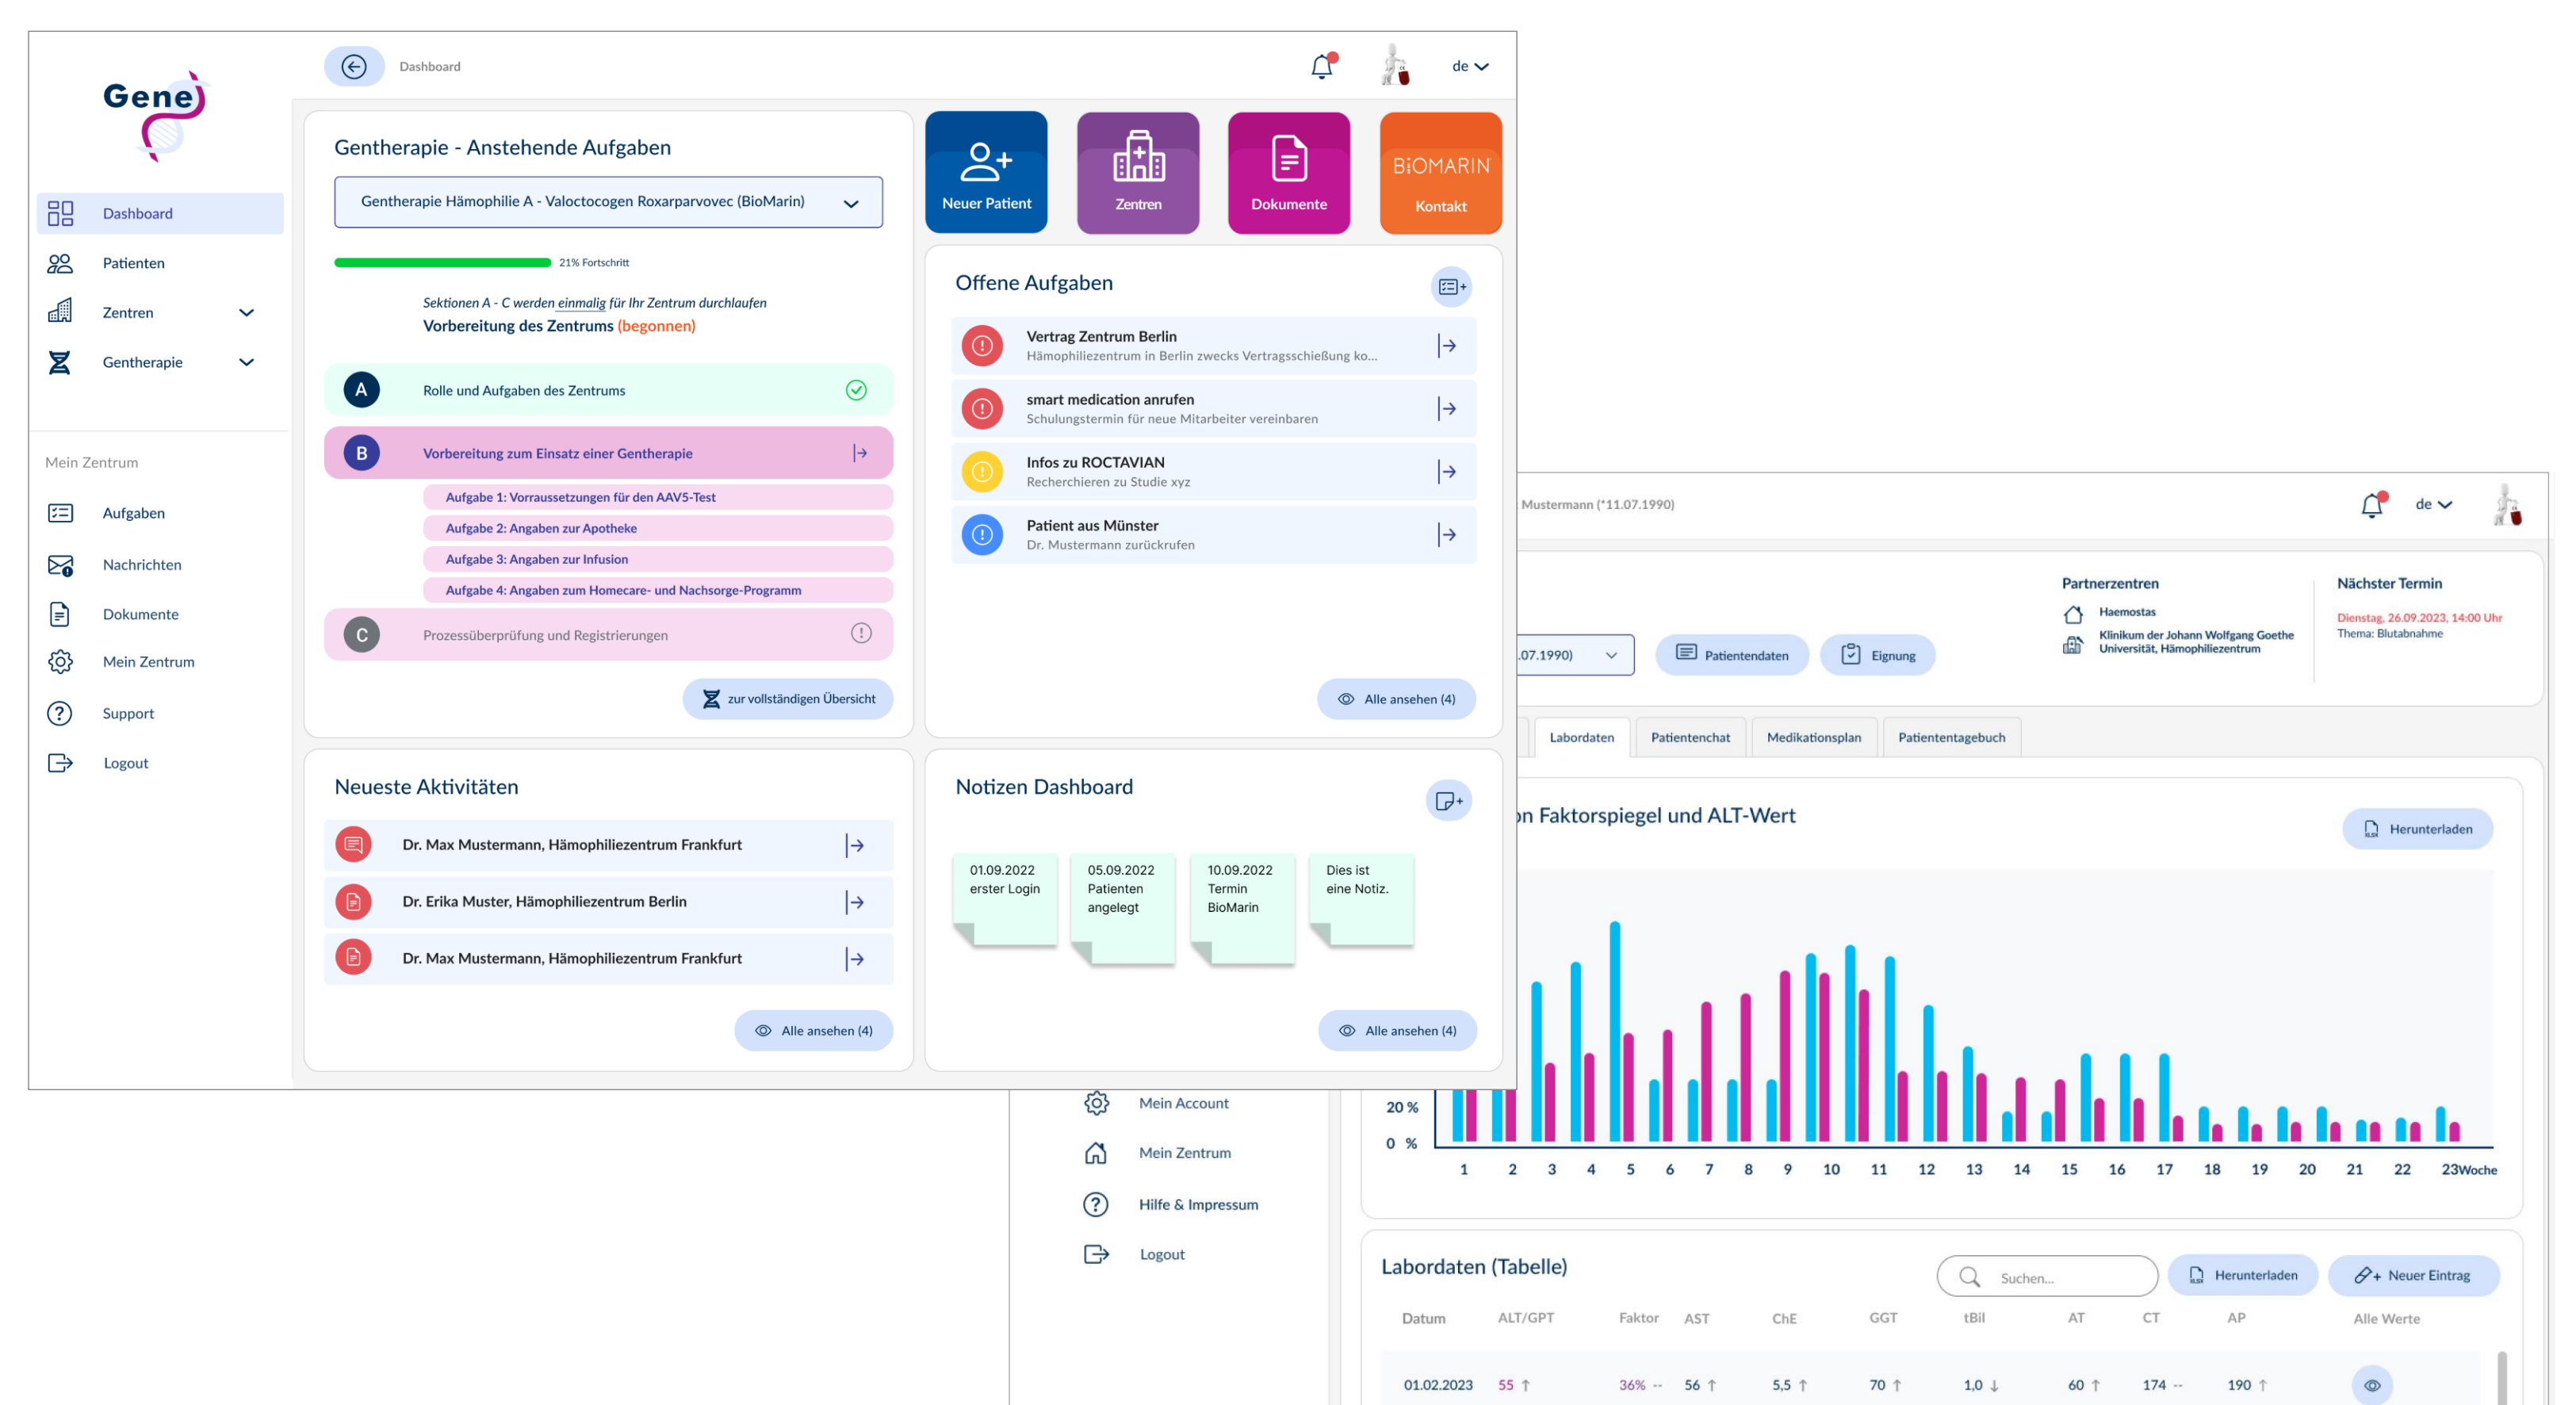 Gene
Dashboard
Patienten
Zentren
Gentherapie
Mein Zentrum
Aufgaben
Nachrichten
Dokumente
Mein Zentrum
Support
Logout
Dashboard
de
Gentherapie - Anstehende Aufgaben
Gentherapie Hämophilie A - Valoctocogen Roxarparvovec (BioMarin)
21% Fortschritt
Sektionen A - C werden einmalig für Ihr Zentrum durchlaufen
Vorbereitung des Zentrums (begonnen)
A Rolle und Aufgaben des Zentrums
B Vorbereitung zum Einsatz einer Gentherapie
Aufgabe 1: Vorraussetzungen für den AAV5-Test
Aufgabe 2: Angaben zur Apotheke
Aufgabe 3: Angaben zur Infusion
Aufgabe 4: Angaben zum Homecare- und Nachsorge-Programm
C Prozessüberprüfung und Registrierungen
zur vollständigen Übersicht
Neuer Patient
Zentren
Dokumente
BiOMARIN
Kontakt
Offene Aufgaben
Vertrag Zentrum Berlin
Hämophiliezentrum in Berlin zwecks Vertragsschießung ko...
smart medication anrufen
Schulungstermin für neue Mitarbeiter vereinbaren
Infos zu ROCTAVIAN
Recherchieren zu Studie xyz
Patient aus Münster
Dr. Mustermann zurückrufen
Alle ansehen (4)
Neueste Aktivitäten
Dr. Max Mustermann, Hämophiliezentrum Frankfurt
Dr. Erika Muster, Hämophiliezentrum Berlin
Dr. Max Mustermann, Hämophiliezentrum Frankfurt
Alle ansehen (4)
Notizen Dashboard
01.09.2022
erster Login
05.09.2022
Patienten
angelegt
10.09.2022
Termin
BioMarin
Dies ist
eine Notiz.
Alle ansehen (4)
Mustermann (*11.07.1990)
de
.07.1990)
Patientendaten
Eignung
Partnerzentren
Haemostas
Klinikum der Johann Wolfgang Goethe
Universität, Hämophiliezentrum
Nächster Termin
Dienstag, 26.09.2023, 14:00 Uhr
Thema: Blutabnahme
Labordaten
Patientenchat
Medikationsplan
Patiententagebuch
on Faktorspiegel und ALT-Wert
Herunterladen
20 %
0 %
1 2 3 4 5 6 7 8 9 10 11 12 13 14 15 16 17 18 19 20 21 22 23 Woche
Mein Account
Mein Zentrum
Hilfe & Impressum
Logout
Labordaten (Tabelle)
Suchen...
Herunterladen
Neuer Eintrag
Datum ALT/GPT Faktor AST ChE GGT tBil AT CT AP Alle Werte
01.02.2023 55 ↑ 36% -- 56 ↑ 5,5 ↑ 70 ↑ 1,0 ↓ 60 ↑ 174 -- 190 ↑